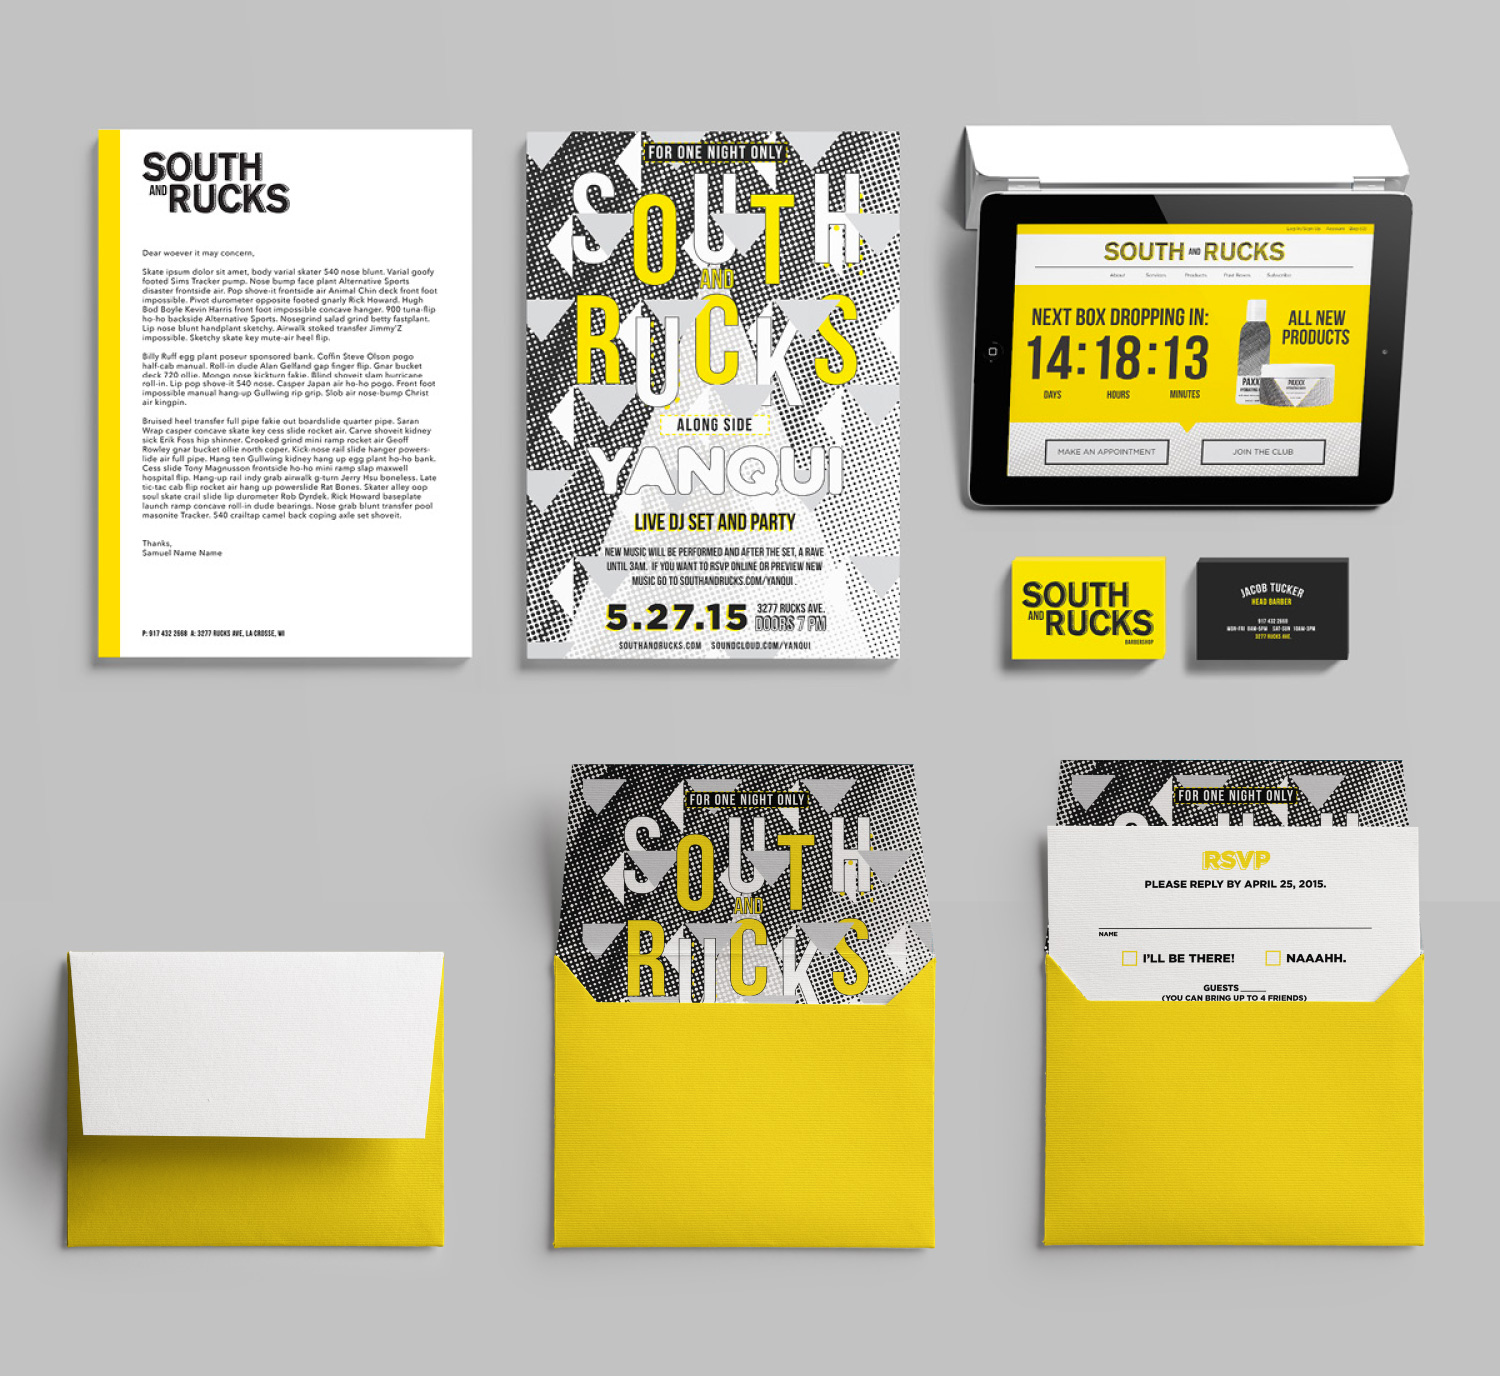 SOUTH
AND RUCKS
Dear woever it may concern,
Skate ipsum dolor sit amet, body varial skater 540 nose blunt. Varial goofy
footed Sims Tracker pump. Nose bump face plant Alternative Sports
disaster frontside air. Pop shove-it frontside air Animal Chin deck front foot
impossible. Pivot durometer opposite footed gnarly Rick Howard. Hugh
Bod Boyle Kevin Harris front foot impossible concave hanger. 900 tuna-flip
ho-ho backside Alternative Sports. Nosegrind salad grind betty fastplant.
Lip nose blunt handplant sketchy. Airwalk stoked transfer Jimmy'Z
impossible. Sketchy skate key mute-air heel flip.
Billy Ruff egg plant poseur sponsored bank. Coffin Steve Olson pogo
half-cab manual. Roll-in dude Alan Gelfand gap finger flip. Gnar bucket
deck 720 ollie. Mongo nose kickturn fakie. Blind shoveit slam hurricane
roll-in. Lip pop shove-it 540 nose. Casper Japan air ho-ho pogo. Front foot
impossible manual hang-up Gullwing rip grip. Slob air nose-bump Christ
air kingpin.
Bruised heel transfer full pipe fakie out boardslide quarter pipe. Saran
Wrap casper concave skate key cess slide rocket air. Carve shoveit kidney
sick Erik Foss hip shinner. Crooked grind mini ramp rocket air Geoff
Rowley gnar bucket ollie north coper. Kick-nose rail slide hanger powers-
lide air full pipe. Hang ten Gullwing kidney hang up egg plant ho-ho bank.
Cess slide Tony Magnusson frontside ho-ho mini ramp slap maxwell
hospital flip. Hang-up rail indy grab airwalk g-turn Jerry Hsu boneless. Late
tic-tac cab flip rocket air hang up powerslide Rat Bones. Skater alley oop
soul skate crail slide lip durometer Rob Dyrdek. Rick Howard baseplate
launch ramp concave roll-in dude bearings. Nose grab blunt transfer pool
masonite Tracker. 540 crailtap camel back coping axle set shoveit.
Thanks,
Samuel Name Name
P: 917 432 2668 A: 3277 RUCKS AVE, LA CROSSE, WI
FOR ONE NIGHT ONLY
SOUTH
AND
RUCKS
ALONG SIDE
YANQUI
LIVE DJ SET AND PARTY
NEW MUSIC WILL BE PERFORMED AND AFTER THE SET, A RAVE
UNTIL 3AM. IF YOU WANT TO RSVP ONLINE OR PREVIEW NEW
MUSIC GO TO SOUTHANDRUCKS.COM/YANQUI.
5.27.15 3277 RUCKS AVE.
DOORS 7 PM
SOUTHANDRUCKS.COM SOUNDCLOUD.COM/YANQUI
SOUTH AND RUCKS
About Services Products Past Boxes Subscribe
NEXT BOX DROPPING IN:
14:18:13
DAYS HOURS MINUTES
ALL NEW
PRODUCTS
PAXX
PAXXX
MAKE AN APPOINTMENT
JOIN THE CLUB
SOUTH
AND RUCKS
BARBERSHOP
JACOB TUCKER
HEAD BARBER
917 432 2668
MON-FRI 9AM-5PM SAT-SUN 10AM-3PM
3277 RUCKS AVE.
FOR ONE NIGHT ONLY
SOUTH
AND
RUCKS
FOR ONE NIGHT ONLY
RSVP
PLEASE REPLY BY APRIL 25, 2015.
NAME
I'LL BE THERE! NAAAHH.
GUESTS
(YOU CAN BRING UP TO 4 FRIENDS)